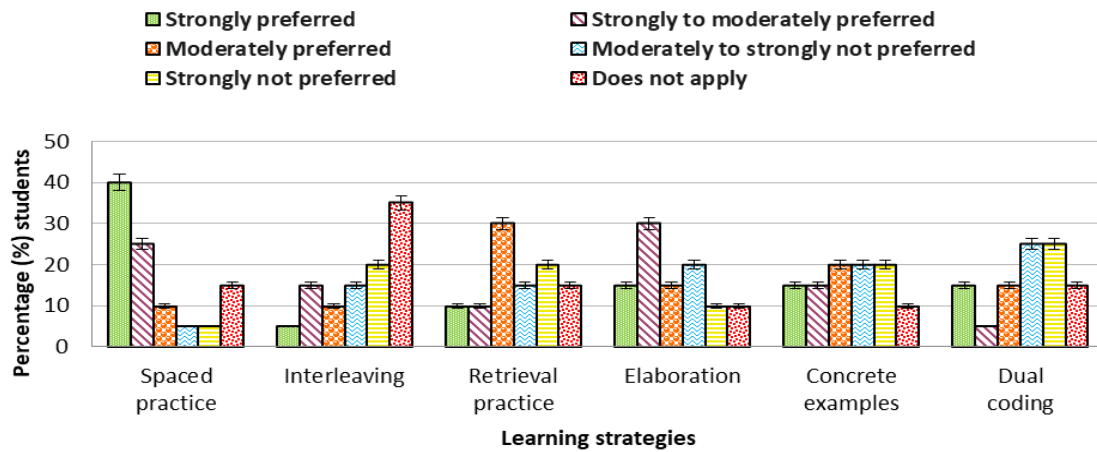 Strongly preferred
Strongly to moderately preferred
Moderately preferred
Moderately to strongly not preferred
Strongly not preferred
Does not apply
Percentage (%) students
50
40
30
20
10
0
Spaced practice
Interleaving
Retrieval practice
Elaboration
Concrete examples
Dual coding
Learning strategies